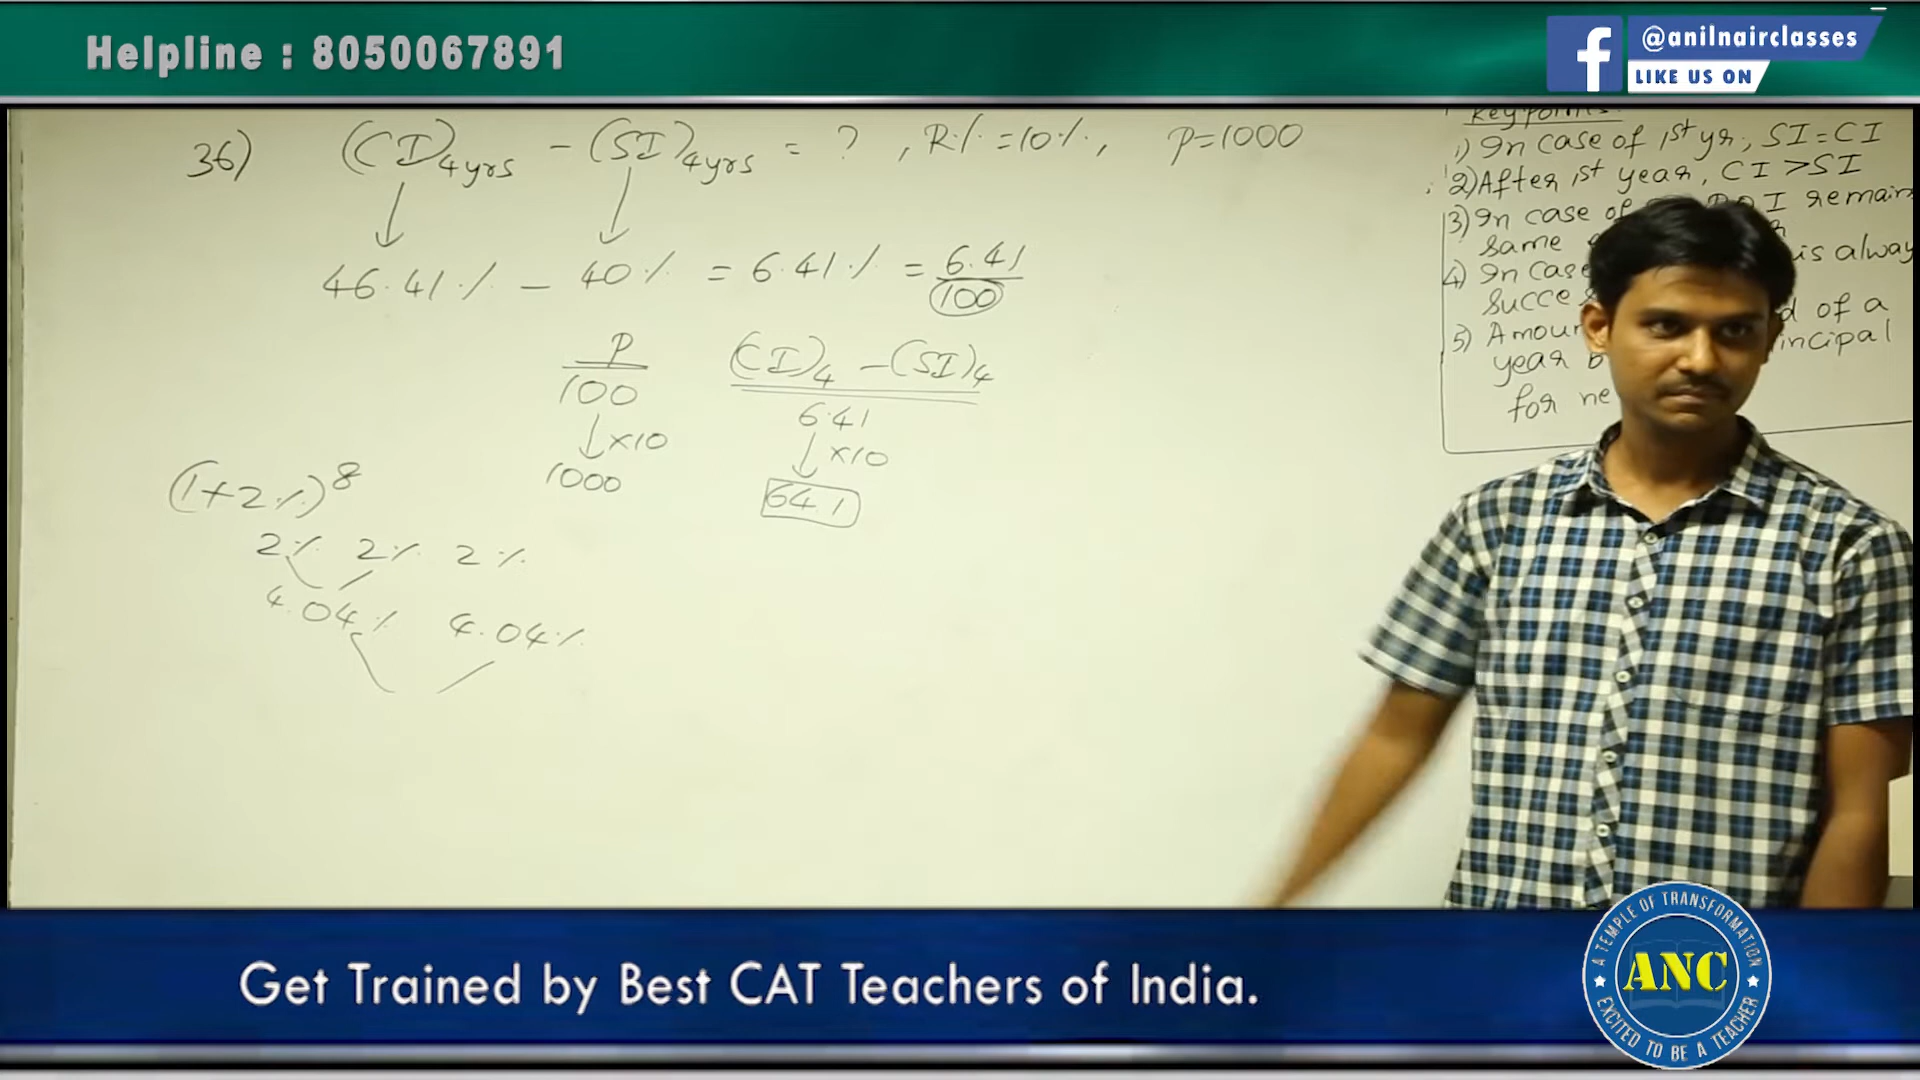 Helpline : 8050067891
@anilnairclasses
LIKE US ON
36) (CI)4yrs - (SI)4yrs = ? , R% = 10%, P=1000
46.41% - 40% = 6.41% = 6.41/100
P (CI)4 - (SI)4
100 6.41
↓×10 ↓×10
1000 64.1
(1+2%)^8
2% 2% 2%
4.04% 4.04%
Key points:
1) In case of 1st yr, SI = CI
2) After 1st year, CI > SI
3) In case of I remain
same is alway
4) In case
succe d of a
5) Amoun incipal
year b
for ne
Get Trained by Best CAT Teachers of India.
A TEMPLE OF TRANSFORMATION
ANC
EXCITED TO BE A TEACHER